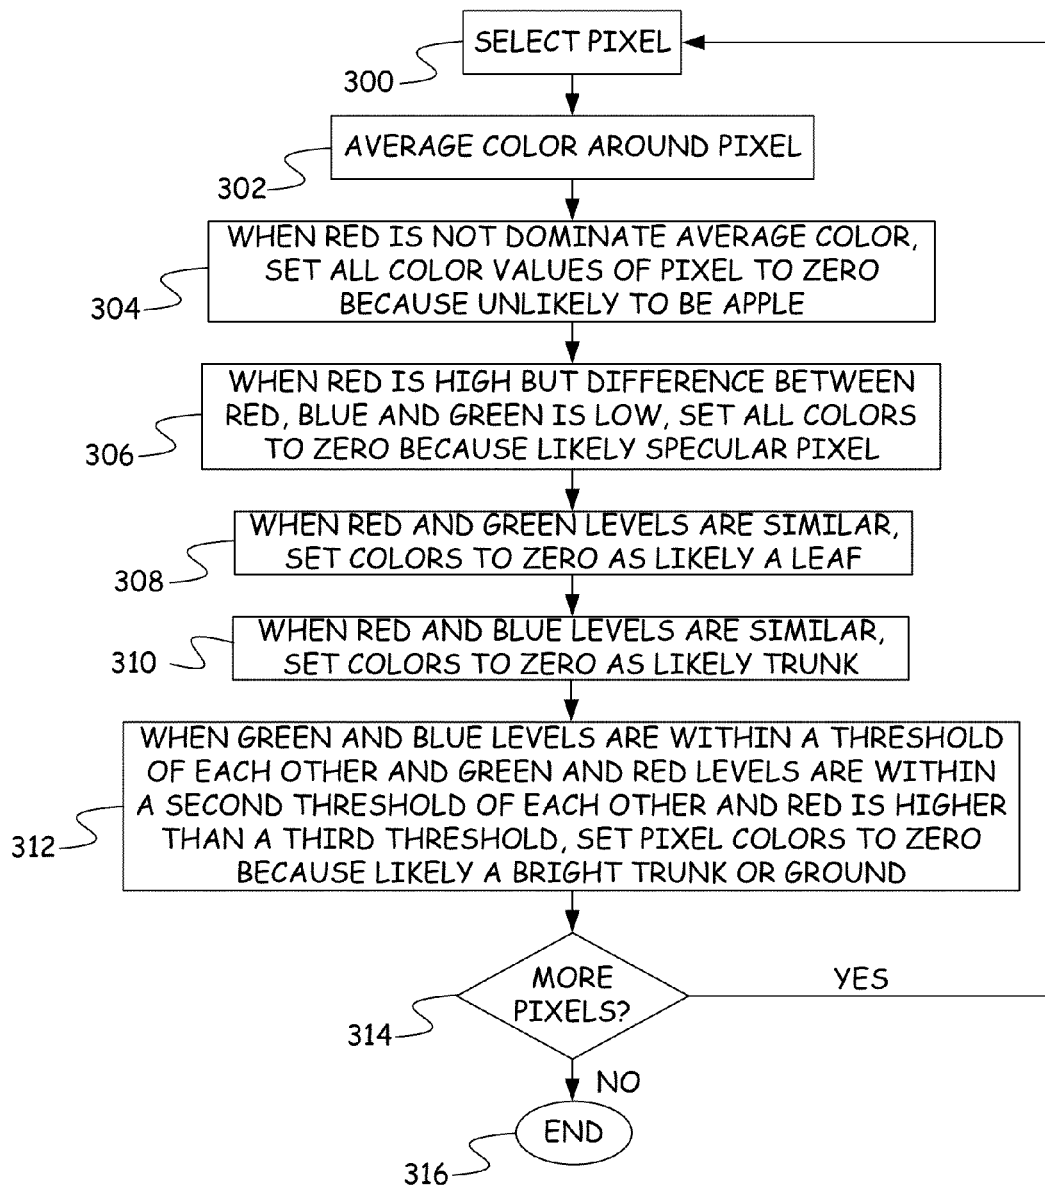 SELECT PIXEL
300
AVERAGE COLOR AROUND PIXEL
302
WHEN RED IS NOT DOMINATE AVERAGE COLOR,
SET ALL COLOR VALUES OF PIXEL TO ZERO
BECAUSE UNLIKELY TO BE APPLE
304
WHEN RED IS HIGH BUT DIFFERENCE BETWEEN
RED, BLUE AND GREEN IS LOW, SET ALL COLORS
TO ZERO BECAUSE LIKELY SPECULAR PIXEL
306
WHEN RED AND GREEN LEVELS ARE SIMILAR,
SET COLORS TO ZERO AS LIKELY A LEAF
308
WHEN RED AND BLUE LEVELS ARE SIMILAR,
SET COLORS TO ZERO AS LIKELY TRUNK
310
WHEN GREEN AND BLUE LEVELS ARE WITHIN A THRESHOLD
OF EACH OTHER AND GREEN AND RED LEVELS ARE WITHIN
A SECOND THRESHOLD OF EACH OTHER AND RED IS HIGHER
THAN A THIRD THRESHOLD, SET PIXEL COLORS TO ZERO
BECAUSE LIKELY A BRIGHT TRUNK OR GROUND
312
MORE
PIXELS?
YES
314
NO
END
316